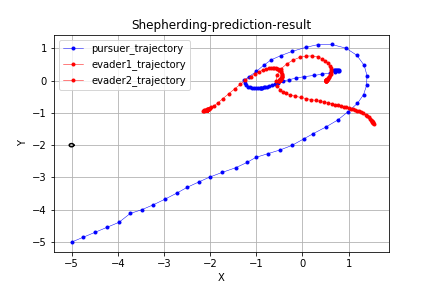 Shepherding-prediction-result
pursuer_trajectory
evader1_trajectory
evader2_trajectory
Y
1
0
−1
−2
−3
−4
−5
−5
−4
−3
−2
−1
0
1
X